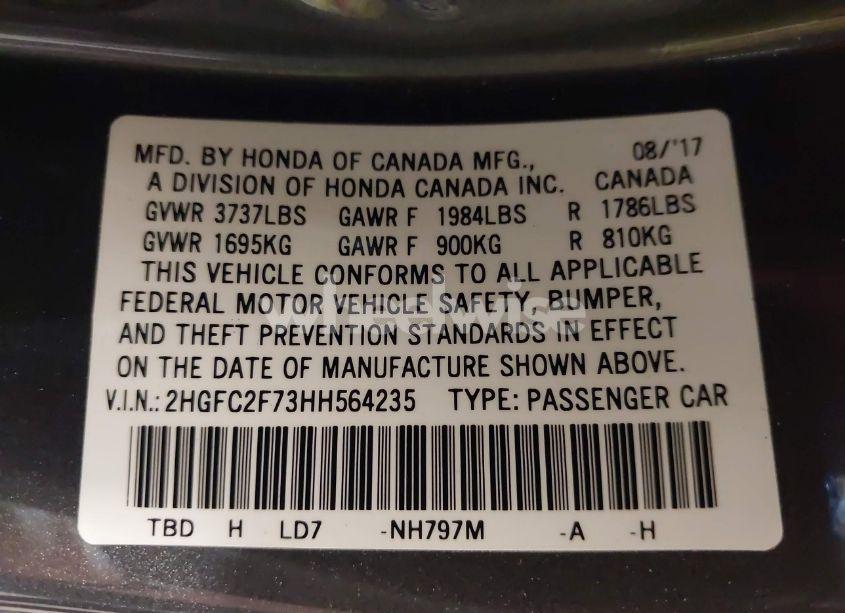 MFD. BY HONDA OF CANADA MFG., 08/'17
A DIVISION OF HONDA CANADA INC. CANADA
GVWR 3737LBS GAWR F 1984LBS R 1786LBS
GVWR 1695KG GAWR F 900KG R 810KG
THIS VEHICLE CONFORMS TO ALL APPLICABLE
FEDERAL MOTOR VEHICLE SAFETY, BUMPER,
AND THEFT PREVENTION STANDARDS IN EFFECT
ON THE DATE OF MANUFACTURE SHOWN ABOVE.
V.I.N.: 2HGFC2F73HH564235 TYPE: PASSENGER CAR
TBD H LD7 -NH797M -A -H